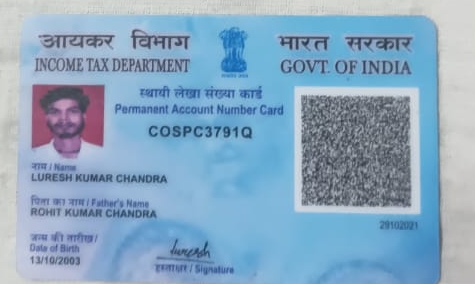 आयकर विभाग
INCOME TAX DEPARTMENT
भारत सरकार
GOVT. OF INDIA
स्थायी लेखा संख्या कार्ड
Permanent Account Number Card
COSPC3791Q
नाम / Name
LURESH KUMAR CHANDRA
पिता का नाम / Father's Name
ROHIT KUMAR CHANDRA
जन्म की तारीख /
Date of Birth
13/10/2003
Luresh
हस्ताक्षर / Signature
29102021